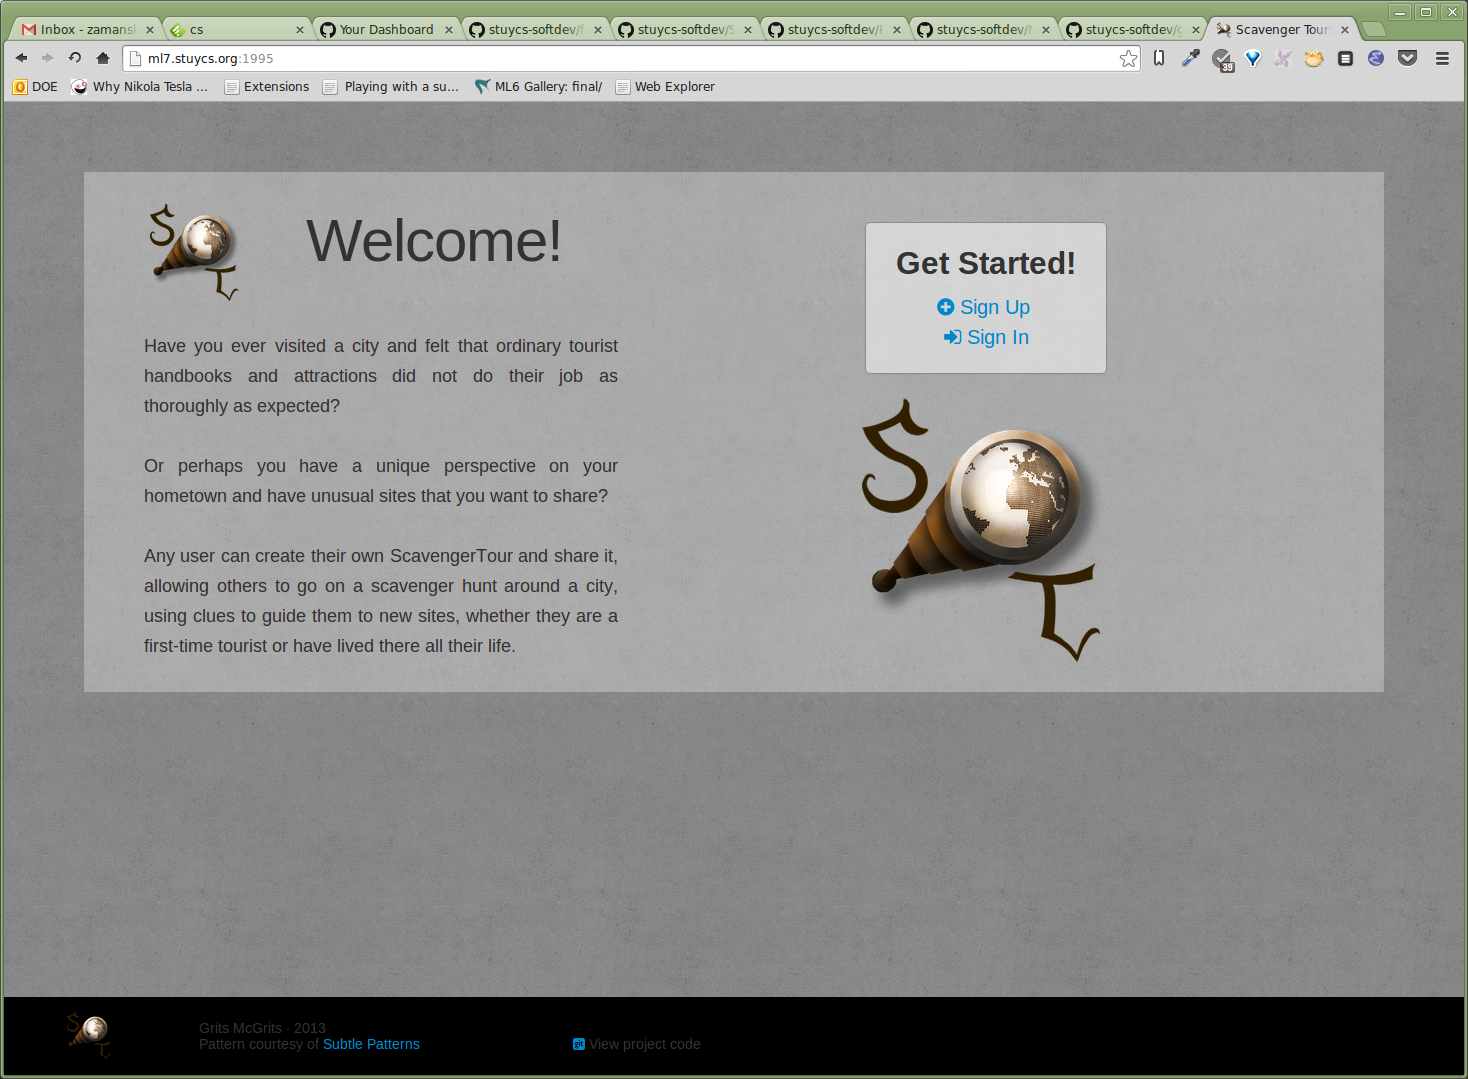 Inbox - zamansk
cs
Your Dashboard
stuycs-softdev/f
stuycs-softdev/S
stuycs-softdev/F
stuycs-softdev/
stuycs-softdev/g
Scavenger Tours
ml7.stuycs.org:1995
39
DOE
Why Nikola Tesla ...
Extensions
Playing with a su...
ML6 Gallery: final/
Web Explorer
S
T
Welcome!
Get Started!
Sign Up
Sign In
Have you ever visited a city and felt that ordinary tourist
handbooks and attractions did not do their job as
thoroughly as expected?
Or perhaps you have a unique perspective on your
hometown and have unusual sites that you want to share?
Any user can create their own ScavengerTour and share it,
allowing others to go on a scavenger hunt around a city,
using clues to guide them to new sites, whether they are a
first-time tourist or have lived there all their life.
S
T
S
T
Grits McGrits · 2013
Pattern courtesy of Subtle Patterns
git View project code